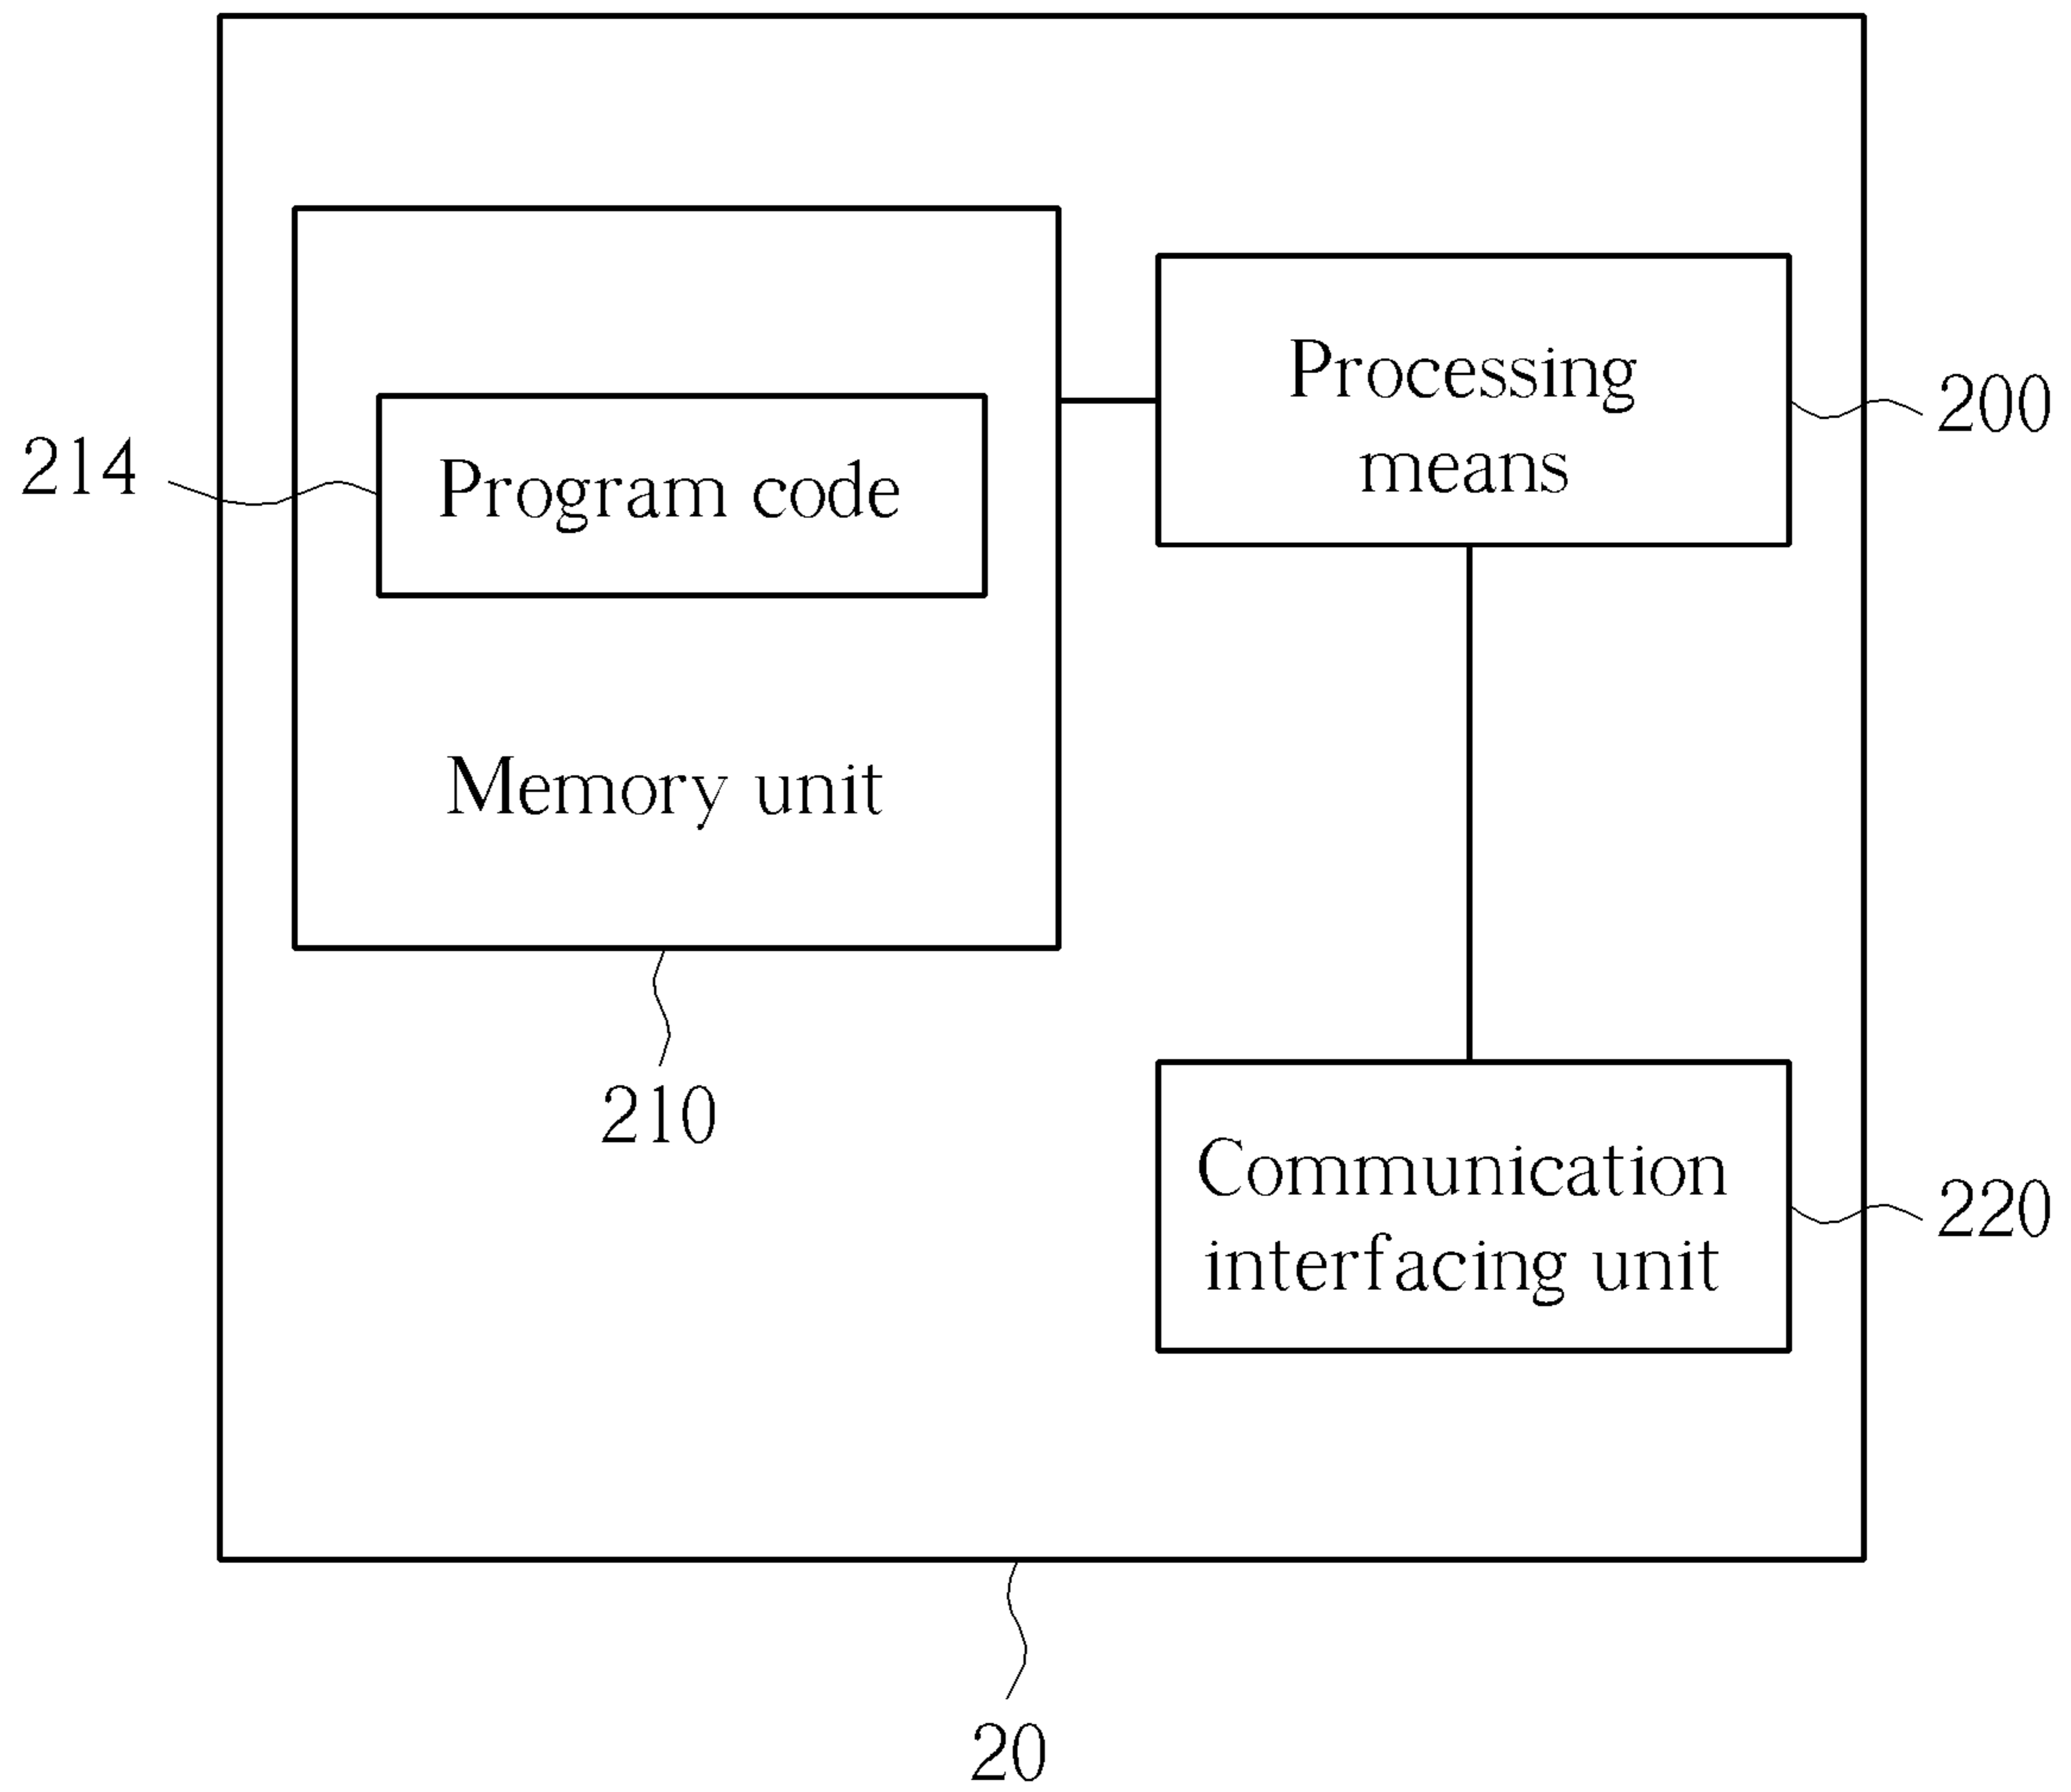 Processing
means
200
214
Program code
Memory unit
210
Communication
interfacing unit
220
20